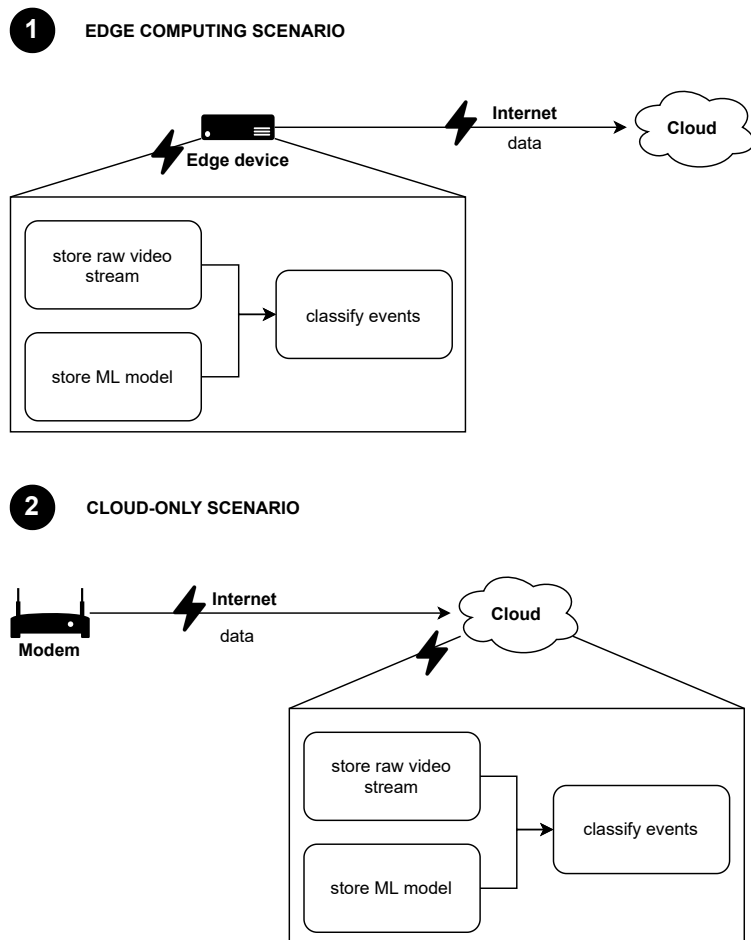 1
EDGE COMPUTING SCENARIO
Internet
data
Cloud
Edge device
store raw video
stream
classify events
store ML model
2
CLOUD-ONLY SCENARIO
Internet
data
Cloud
Modem
store raw video
stream
classify events
store ML model